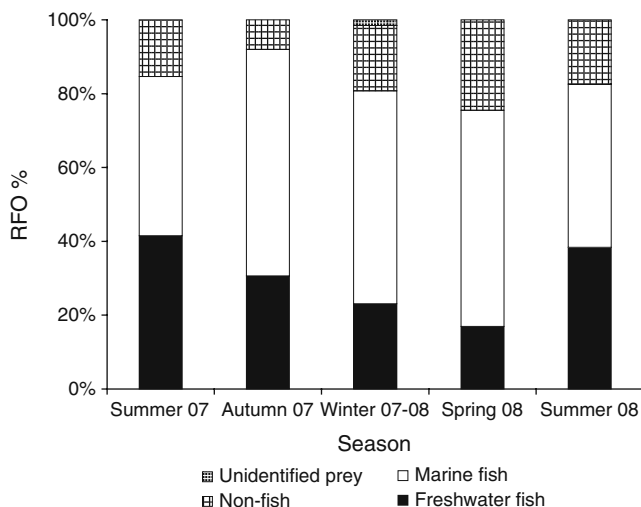 100%
80%
60%
40%
20%
0%
RFO %
Summer 07 Autumn 07 Winter 07-08 Spring 08 Summer 08
Season
Unidentified prey Marine fish
Non-fish Freshwater fish